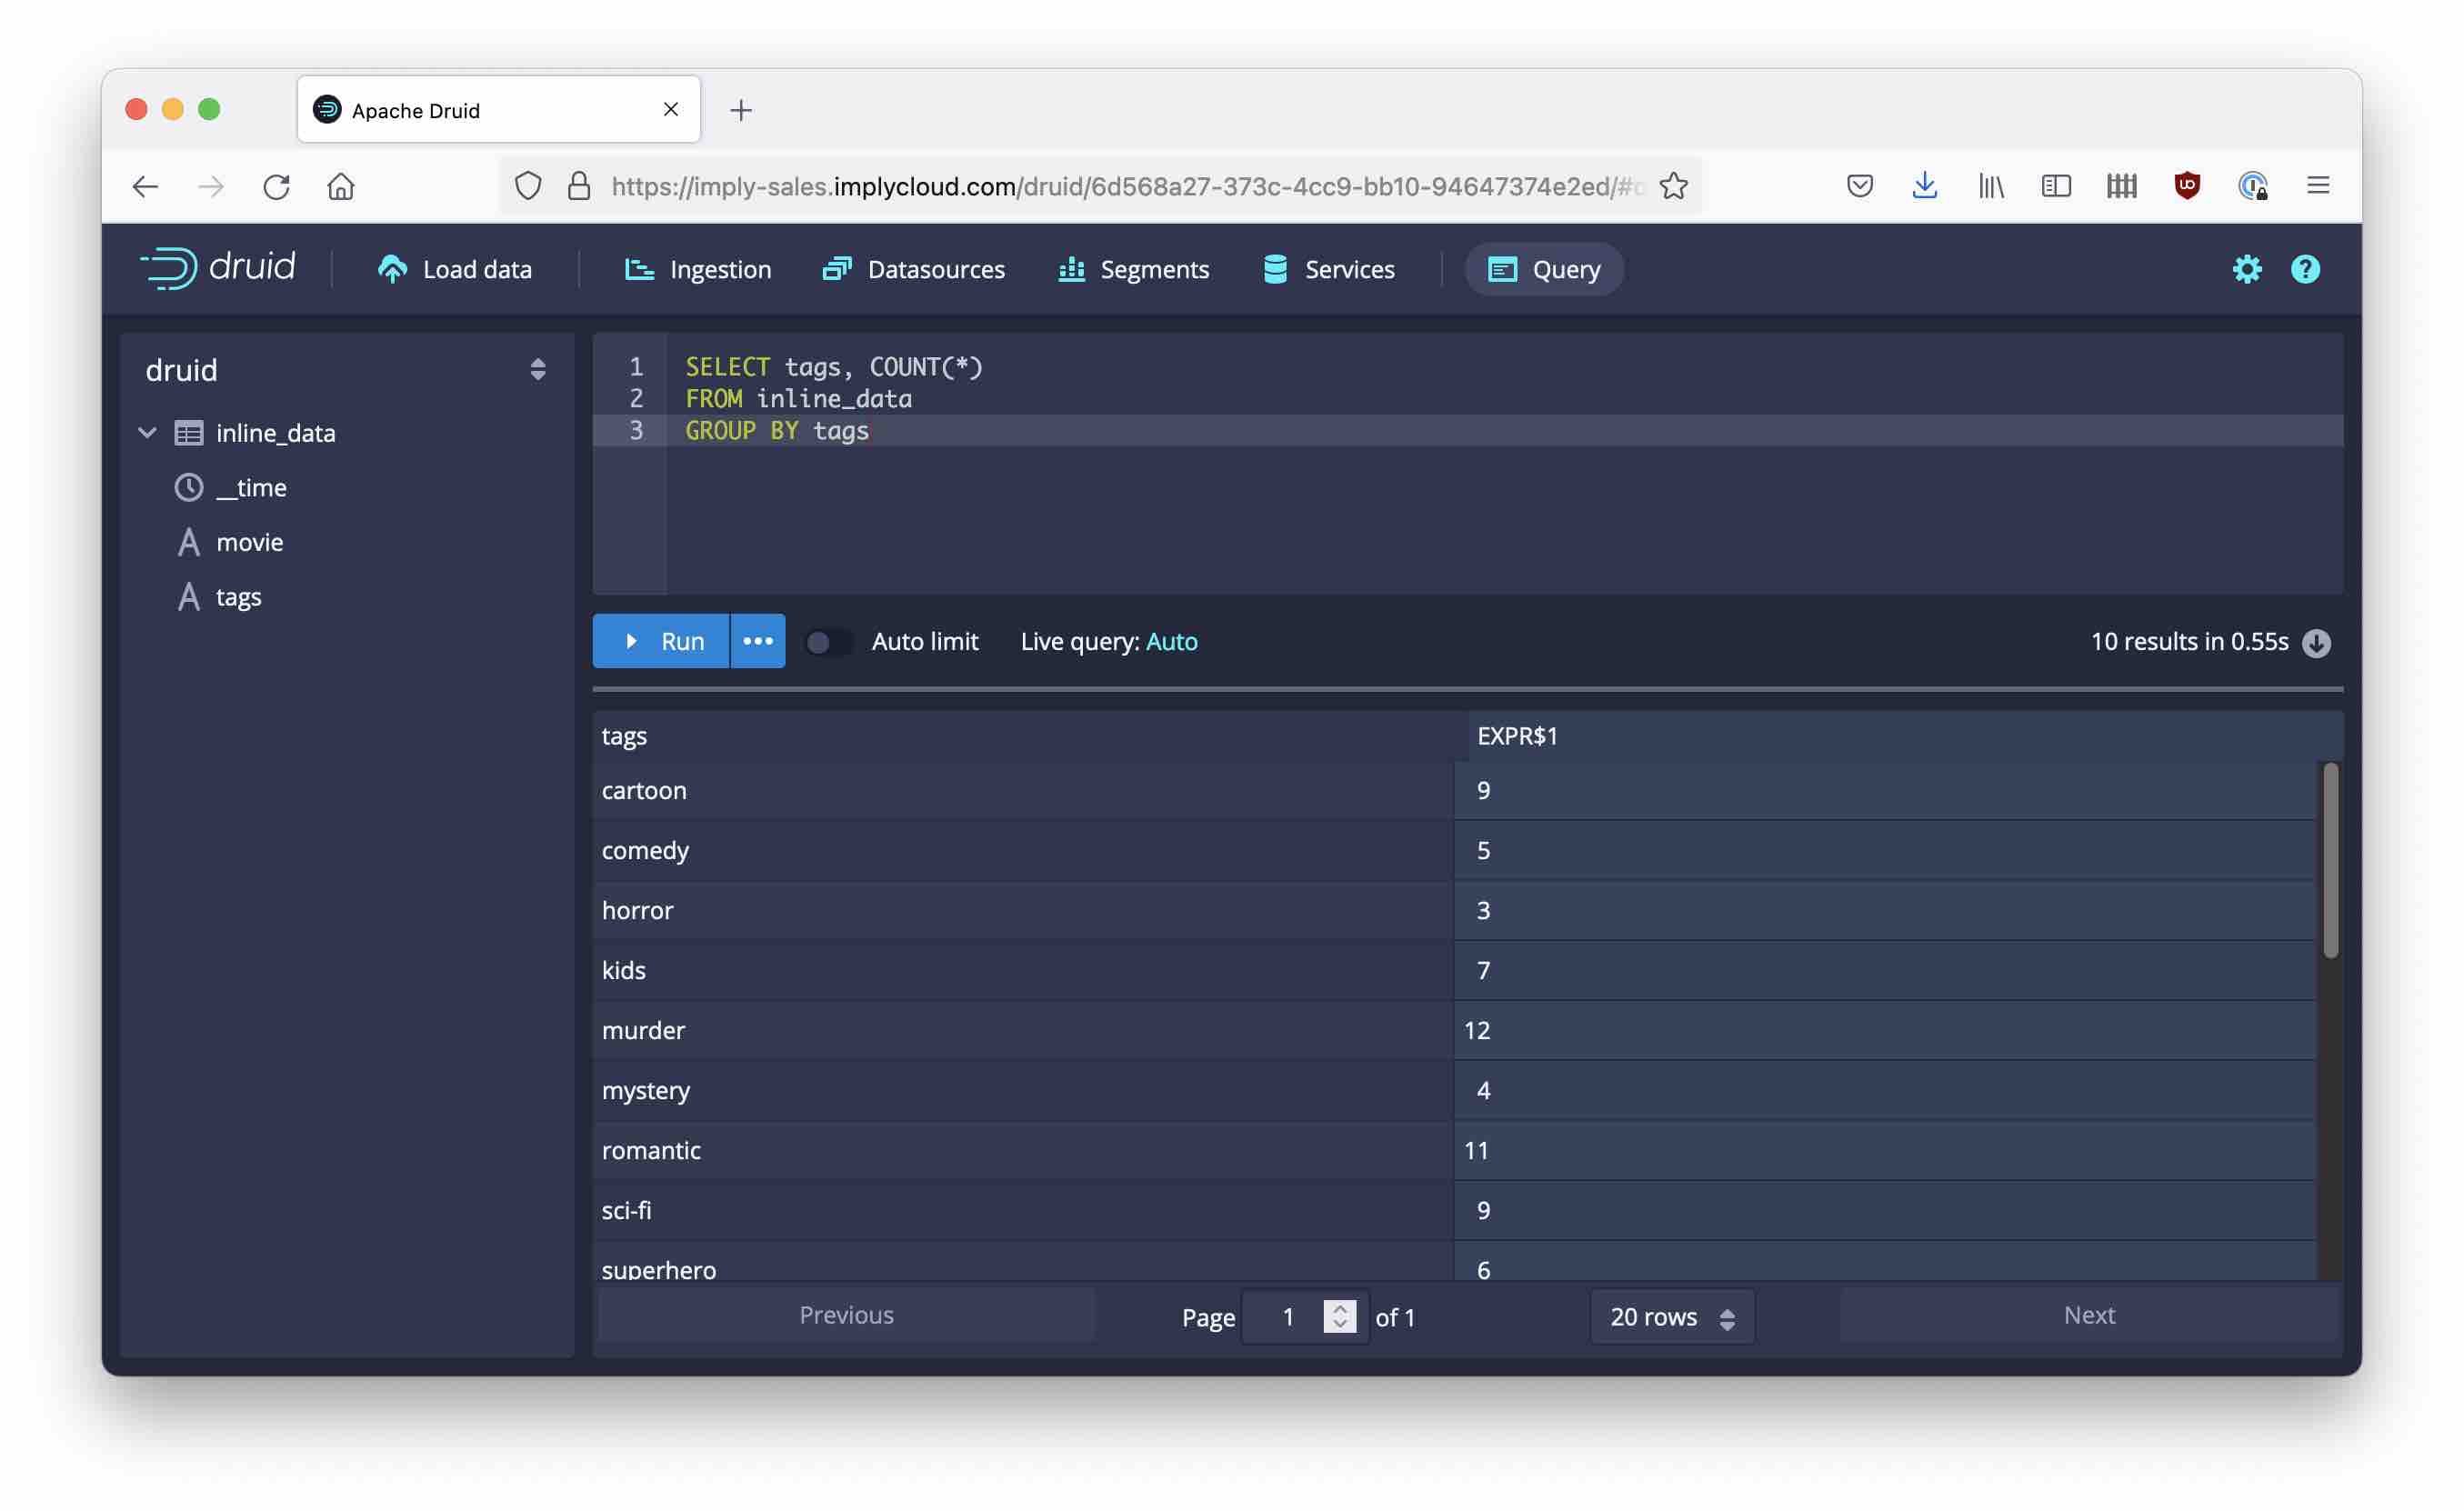 Apache Druid
https://imply-sales.implycloud.com/druid/6d568a27-373c-4cc9-bb10-94647374e2ed/#
druid
Load data
Ingestion
Datasources
Segments
Services
Query
druid
inline_data
__time
movie
tags
1 SELECT tags, COUNT(*)
2 FROM inline_data
3 GROUP BY tags
Run
Auto limit
Live query: Auto
10 results in 0.55s
tags EXPR$1
cartoon 9
comedy 5
horror 3
kids 7
murder 12
mystery 4
romantic 11
sci-fi 9
superhero 6
Previous
Page 1 of 1
20 rows
Next